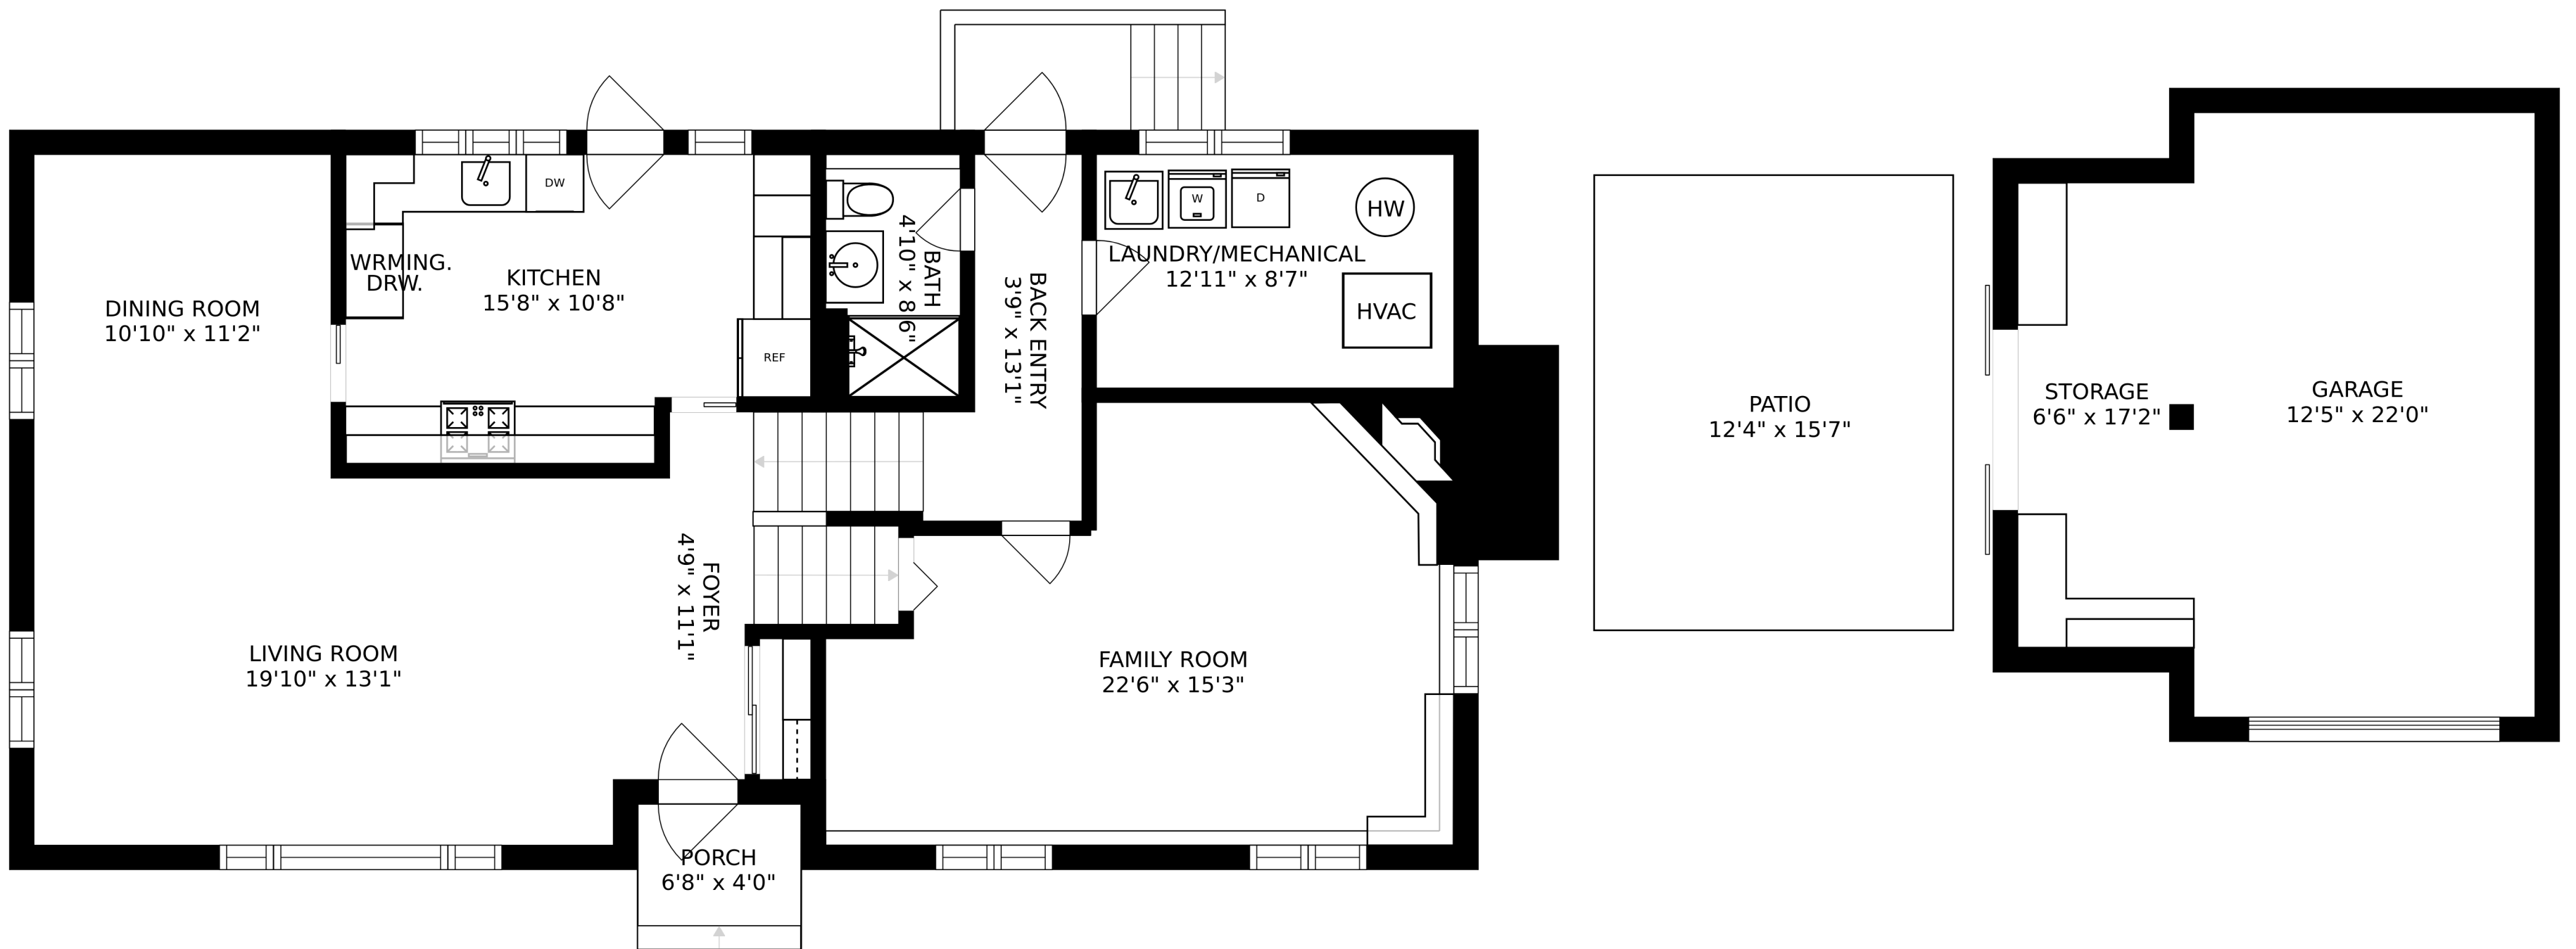 DINING ROOM
10'10" x 11'2"
WRMING.
DRW.
KITCHEN
15'8" x 10'8"
DW
REF
BATH
4'10" x 8'6"
BACK ENTRY
3'9" x 13'1"
W
D
HW
LAUNDRY/MECHANICAL
12'11" x 8'7"
HVAC
LIVING ROOM
19'10" x 13'1"
FOYER
4'9" x 11'1"
PORCH
6'8" x 4'0"
FAMILY ROOM
22'6" x 15'3"
PATIO
12'4" x 15'7"
STORAGE
6'6" x 17'2"
GARAGE
12'5" x 22'0"